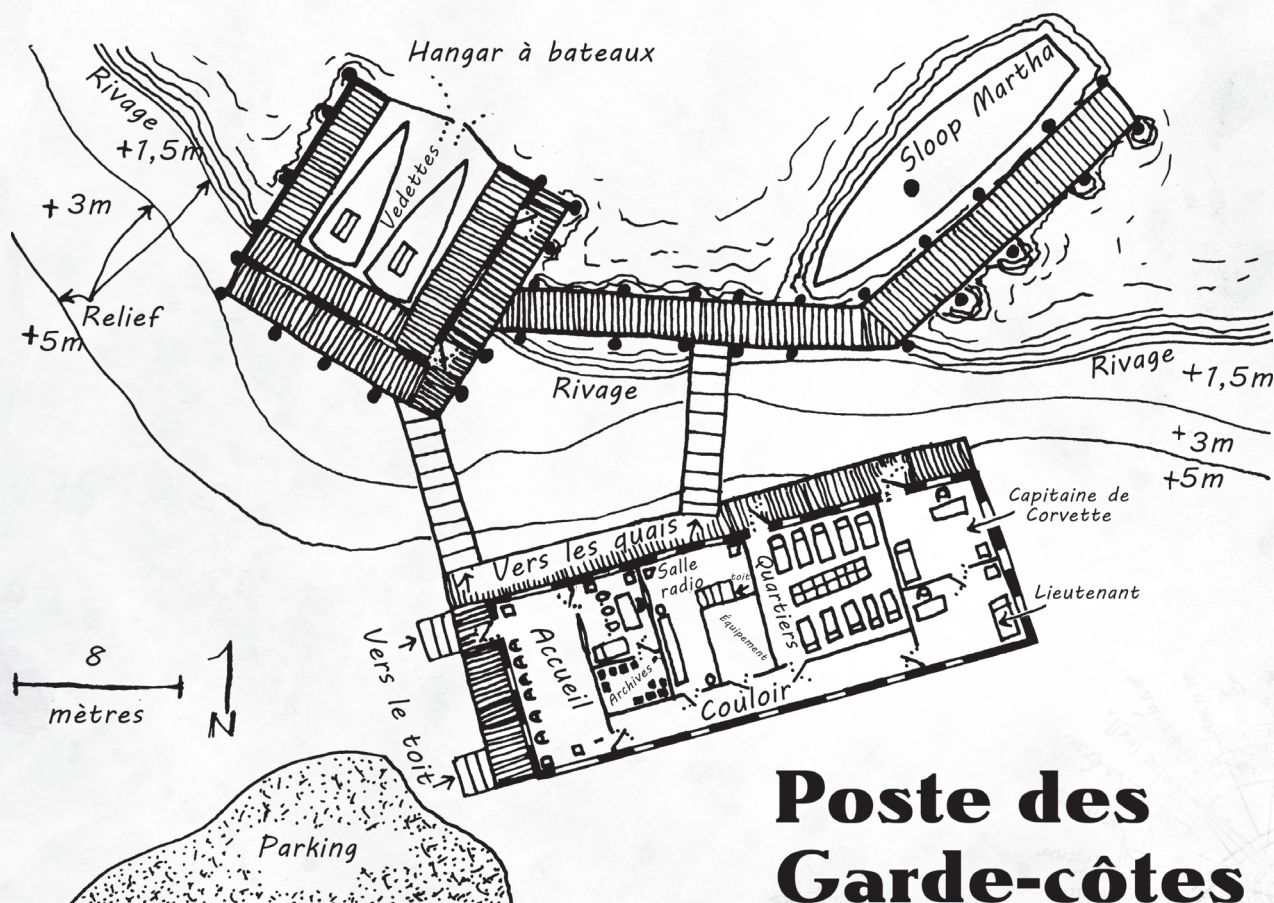 Hangar à bateaux
Rivage
+1,5m
+3m
Relief
+5m
Vedettes
Sloop Martha
Rivage
Rivage
+1,5m
+3m
+5m
Capitaine de
Corvette
Lieutenant
Vers les quais
Salle
radio
toit
Équipement
Quartiers
Accueil
Archives
Couloir
Vers le toit
8
mètres
N
Parking
Poste des
Garde-côtes